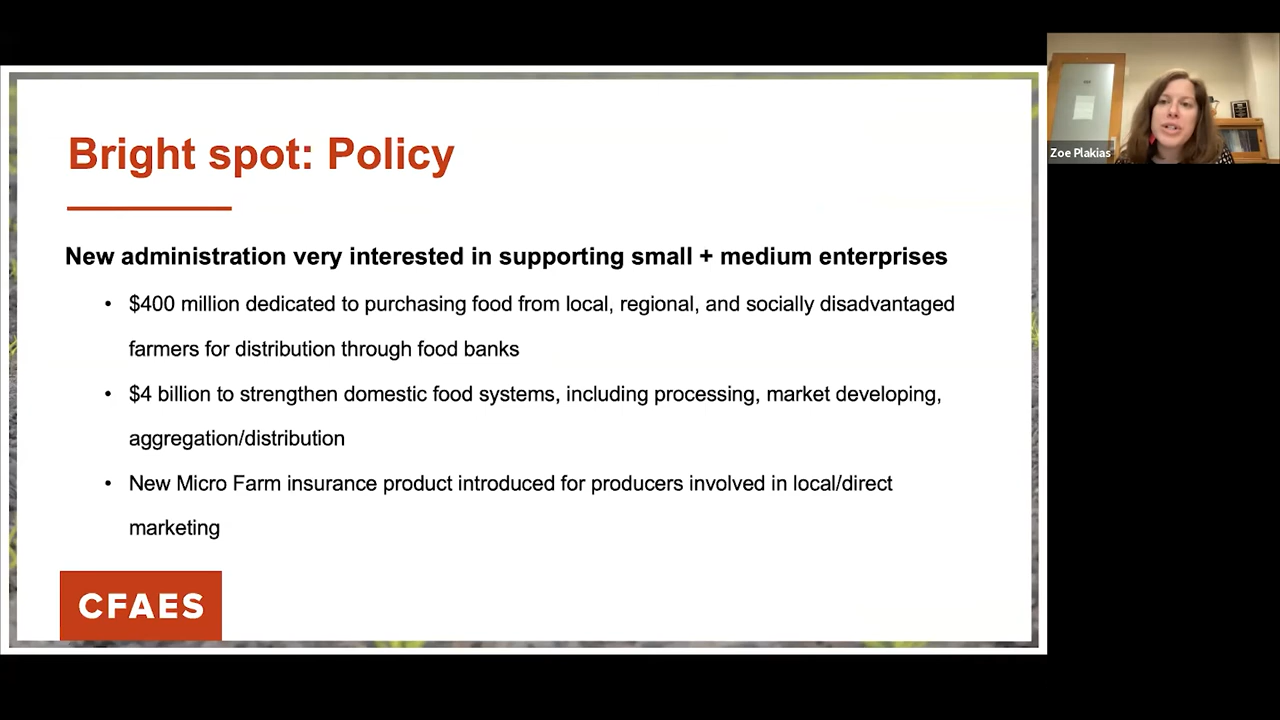 Bright spot: Policy
New administration very interested in supporting small + medium enterprises
• $400 million dedicated to purchasing food from local, regional, and socially disadvantaged
farmers for distribution through food banks
• $4 billion to strengthen domestic food systems, including processing, market developing,
aggregation/distribution
• New Micro Farm insurance product introduced for producers involved in local/direct
marketing
CFAES
Zoe Plakias